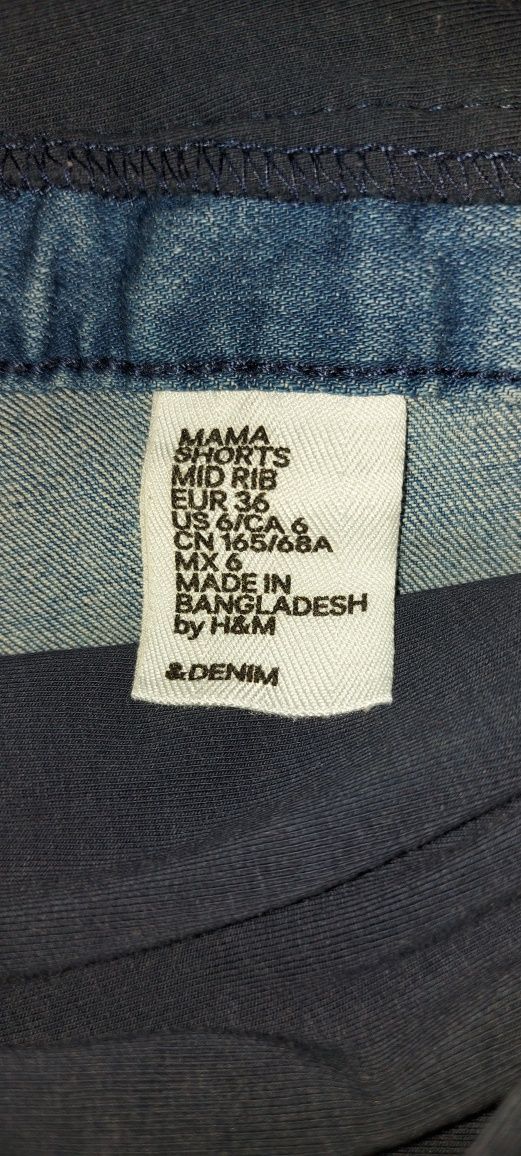 MAMA
SHORTS
MID RIB
EUR 36
US 6/CA 6
CN 165/68A
MX 6
MADE IN
BANGLADESH
by H&M
&DENIM